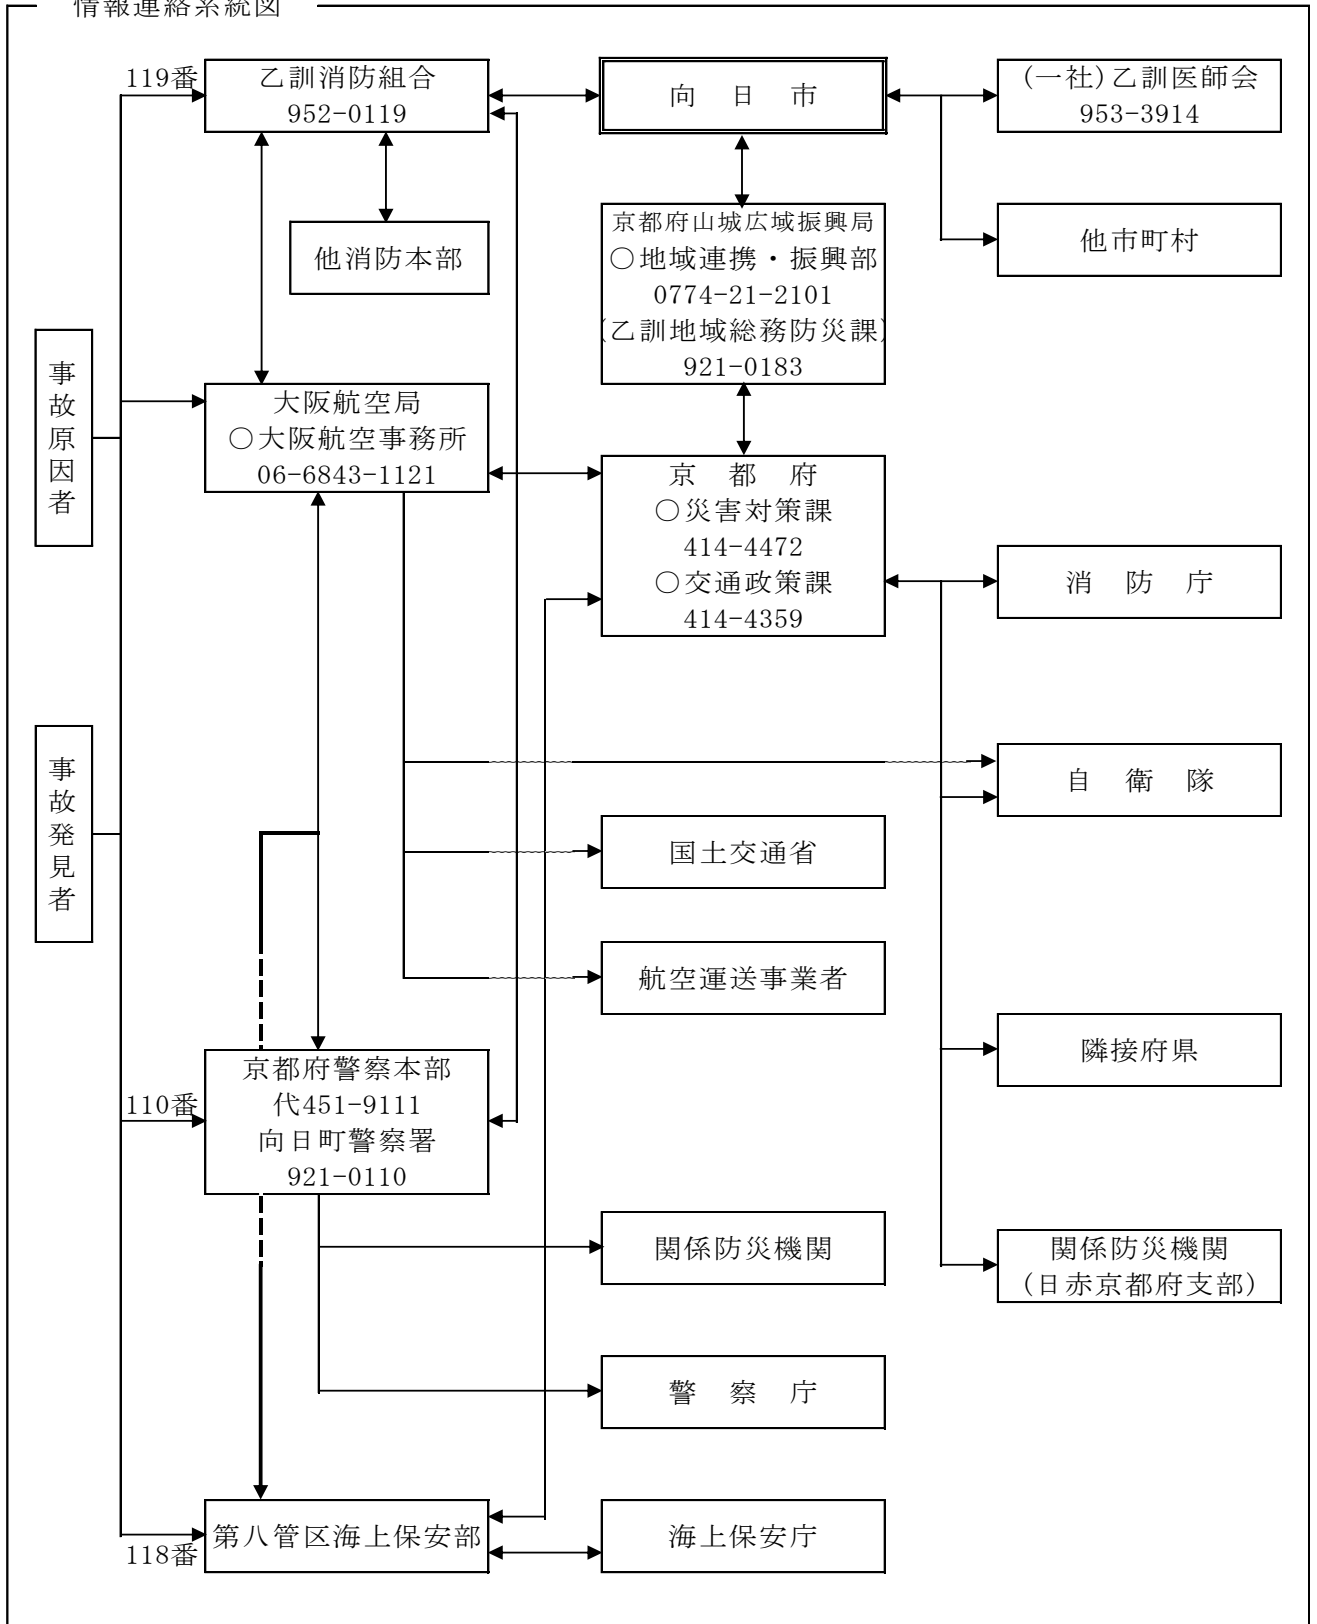 情報連絡系統図
119番
乙訓消防組合
952-0119
向 日 市
(一社)乙訓医師会
953-3914
他消防本部
京都府山城広域振興局
○地域連携・振興部
0774-21-2101
(乙訓地域総務防災課)
921-0183
他市町村
事故原因者
大阪航空局
○大阪航空事務所
06-6843-1121
京 都 府
○災害対策課
414-4472
○交通政策課
414-4359
消 防 庁
事故発見者
自 衛 隊
国土交通省
航空運送事業者
隣接府県
110番
京都府警察本部
代451-9111
向日町警察署
921-0110
関係防災機関
関係防災機関
(日赤京都府支部)
警 察 庁
118番
第八管区海上保安部
海上保安庁